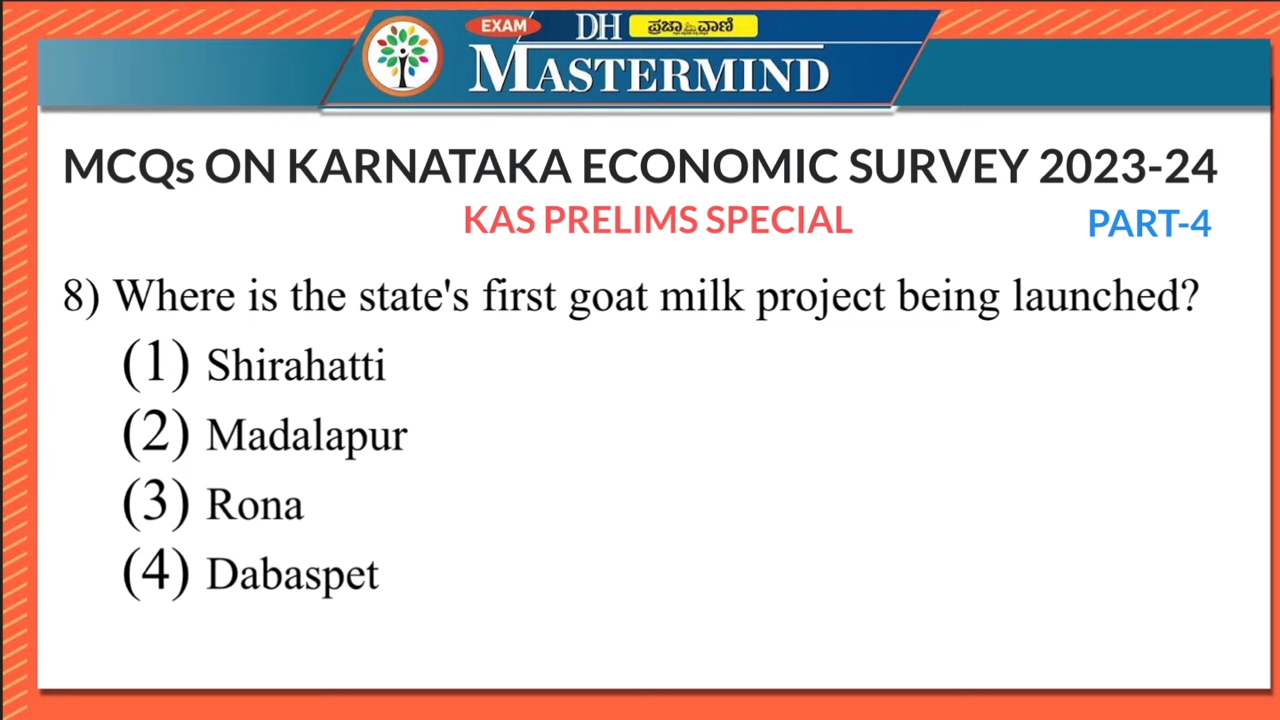 EXAM
DH ಪ್ರಜಾವಾಣಿ
MASTERMIND
MCQs ON KARNATAKA ECONOMIC SURVEY 2023-24
KAS PRELIMS SPECIAL
PART-4
8) Where is the state's first goat milk project being launched?
(1) Shirahatti
(2) Madalapur
(3) Rona
(4) Dabaspet